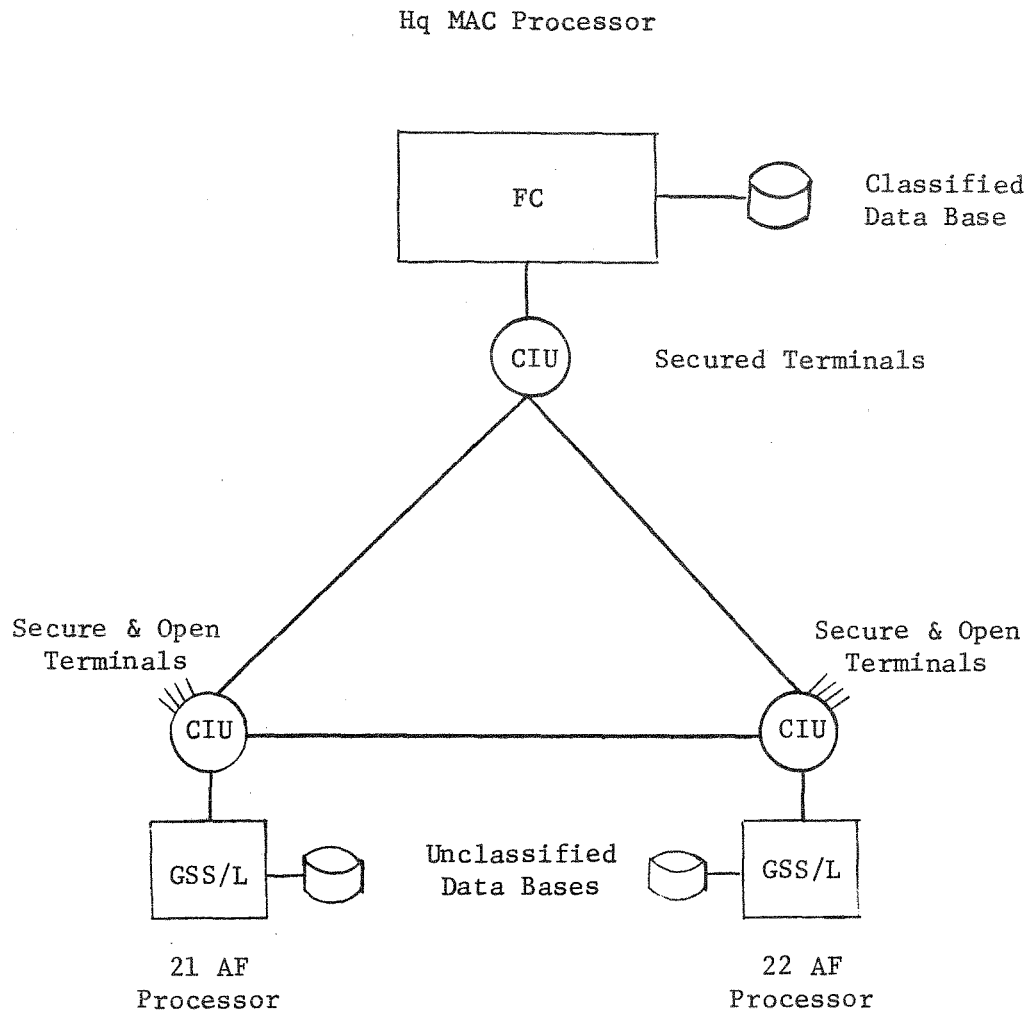 Hq MAC Processor
FC
Classified
Data Base
CIU
Secured Terminals
Secure & Open
Terminals
Secure & Open
Terminals
CIU
CIU
GSS/L
Unclassified
Data Bases
GSS/L
21 AF
Processor
22 AF
Processor